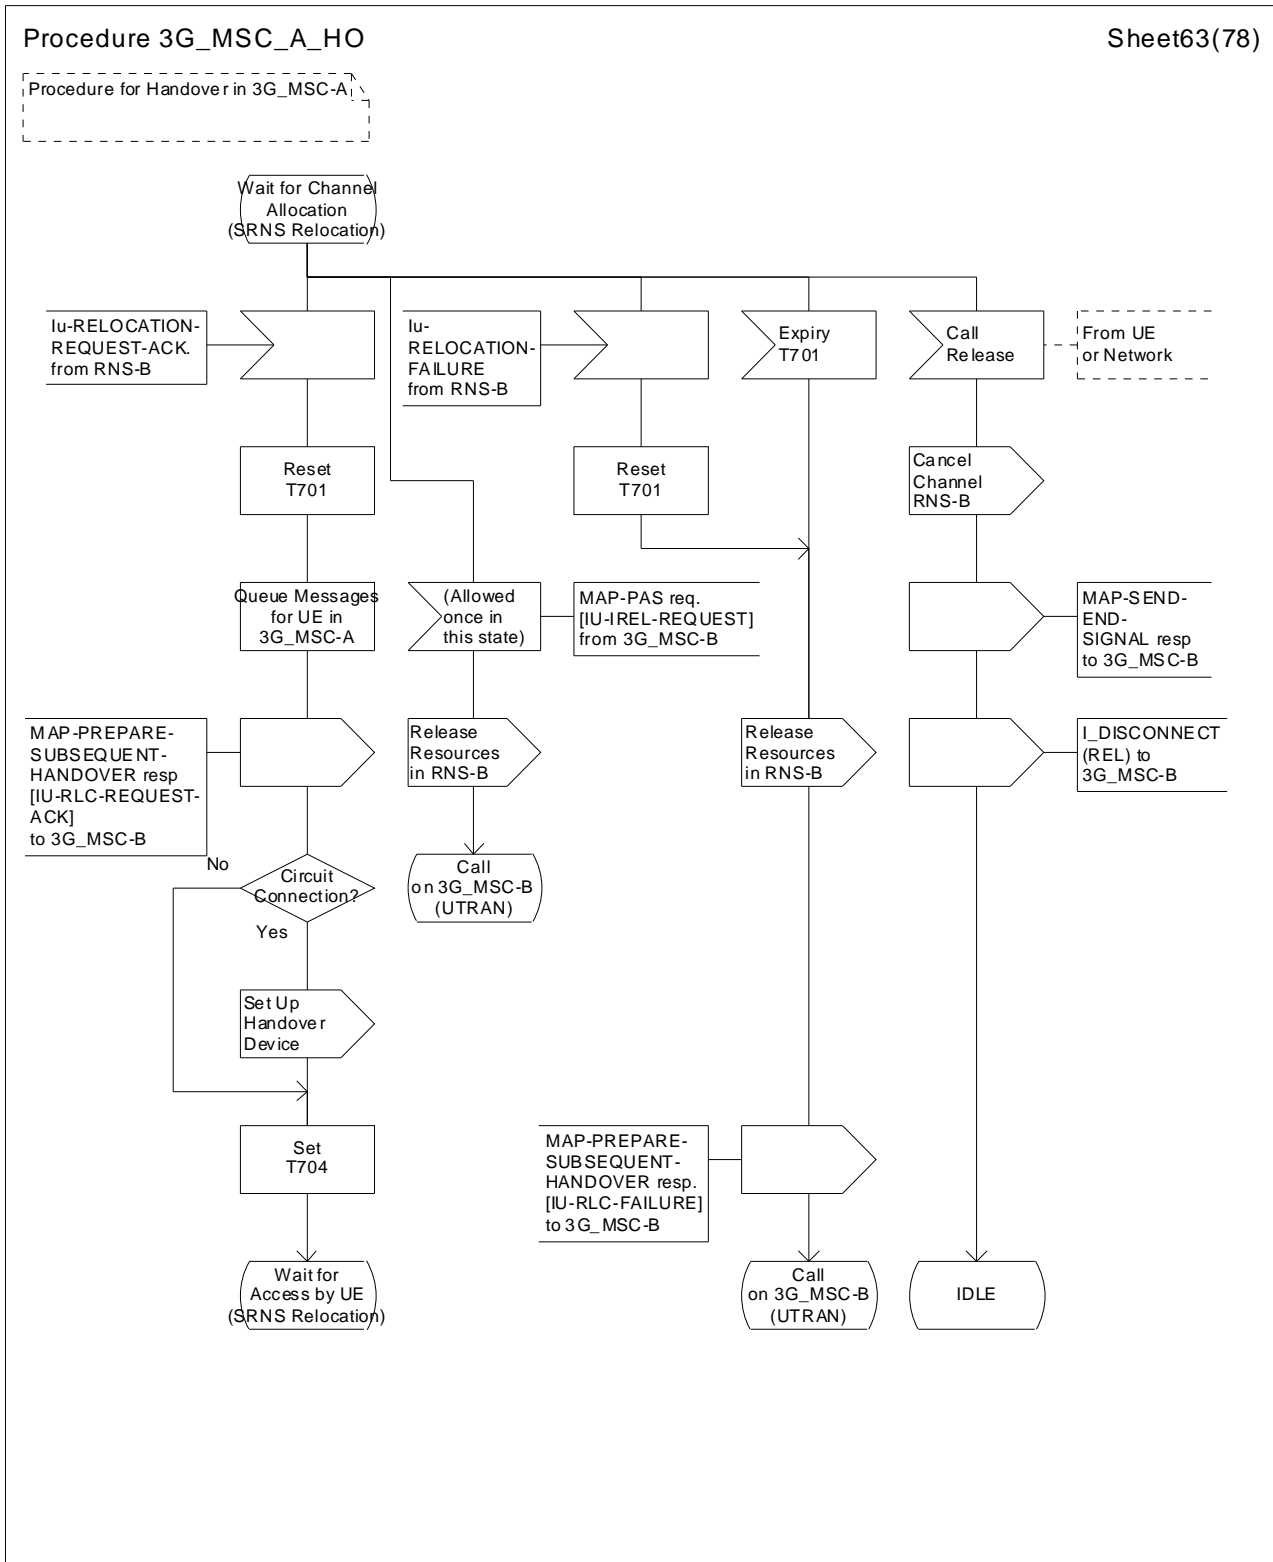 Procedure 3G_MSC_A_HO
Sheet63(78)
Procedure for Handover in 3G_MSC-A
Wait for Channel
Allocation
(SRNS Relocation)
Iu-RELOCATION-
REQUEST-ACK.
from RNS-B
Iu-
RELOCATION-
FAILURE
from RNS-B
Expiry
T701
Call
Release
From UE
or Network
Reset
T701
Reset
T701
Cancel
Channel
RNS-B
Queue Messages
for UE in
3G_MSC-A
(Allowed
once in
this state)
MAP-PAS req.
[IU-IREL-REQUEST]
from 3G_MSC-B
MAP-SEND-
END-
SIGNAL resp
to 3G_MSC-B
MAP-PREPARE-
SUBSEQUENT-
HANDOVER resp
[IU-RLC-REQUEST-
ACK]
to 3G_MSC-B
Release
Resources
in RNS-B
Release
Resources
in RNS-B
I_DISCONNECT
(REL) to
3G_MSC-B
No
Circuit
Connection?
Yes
Call
on 3G_MSC-B
(UTRAN)
Set Up
Handover
Device
Set
T704
MAP-PREPARE-
SUBSEQUENT-
HANDOVER resp.
[IU-RLC-FAILURE]
to 3G_MSC-B
Wait for
Access by UE
(SRNS Relocation)
Call
on 3G_MSC-B
(UTRAN)
IDLE